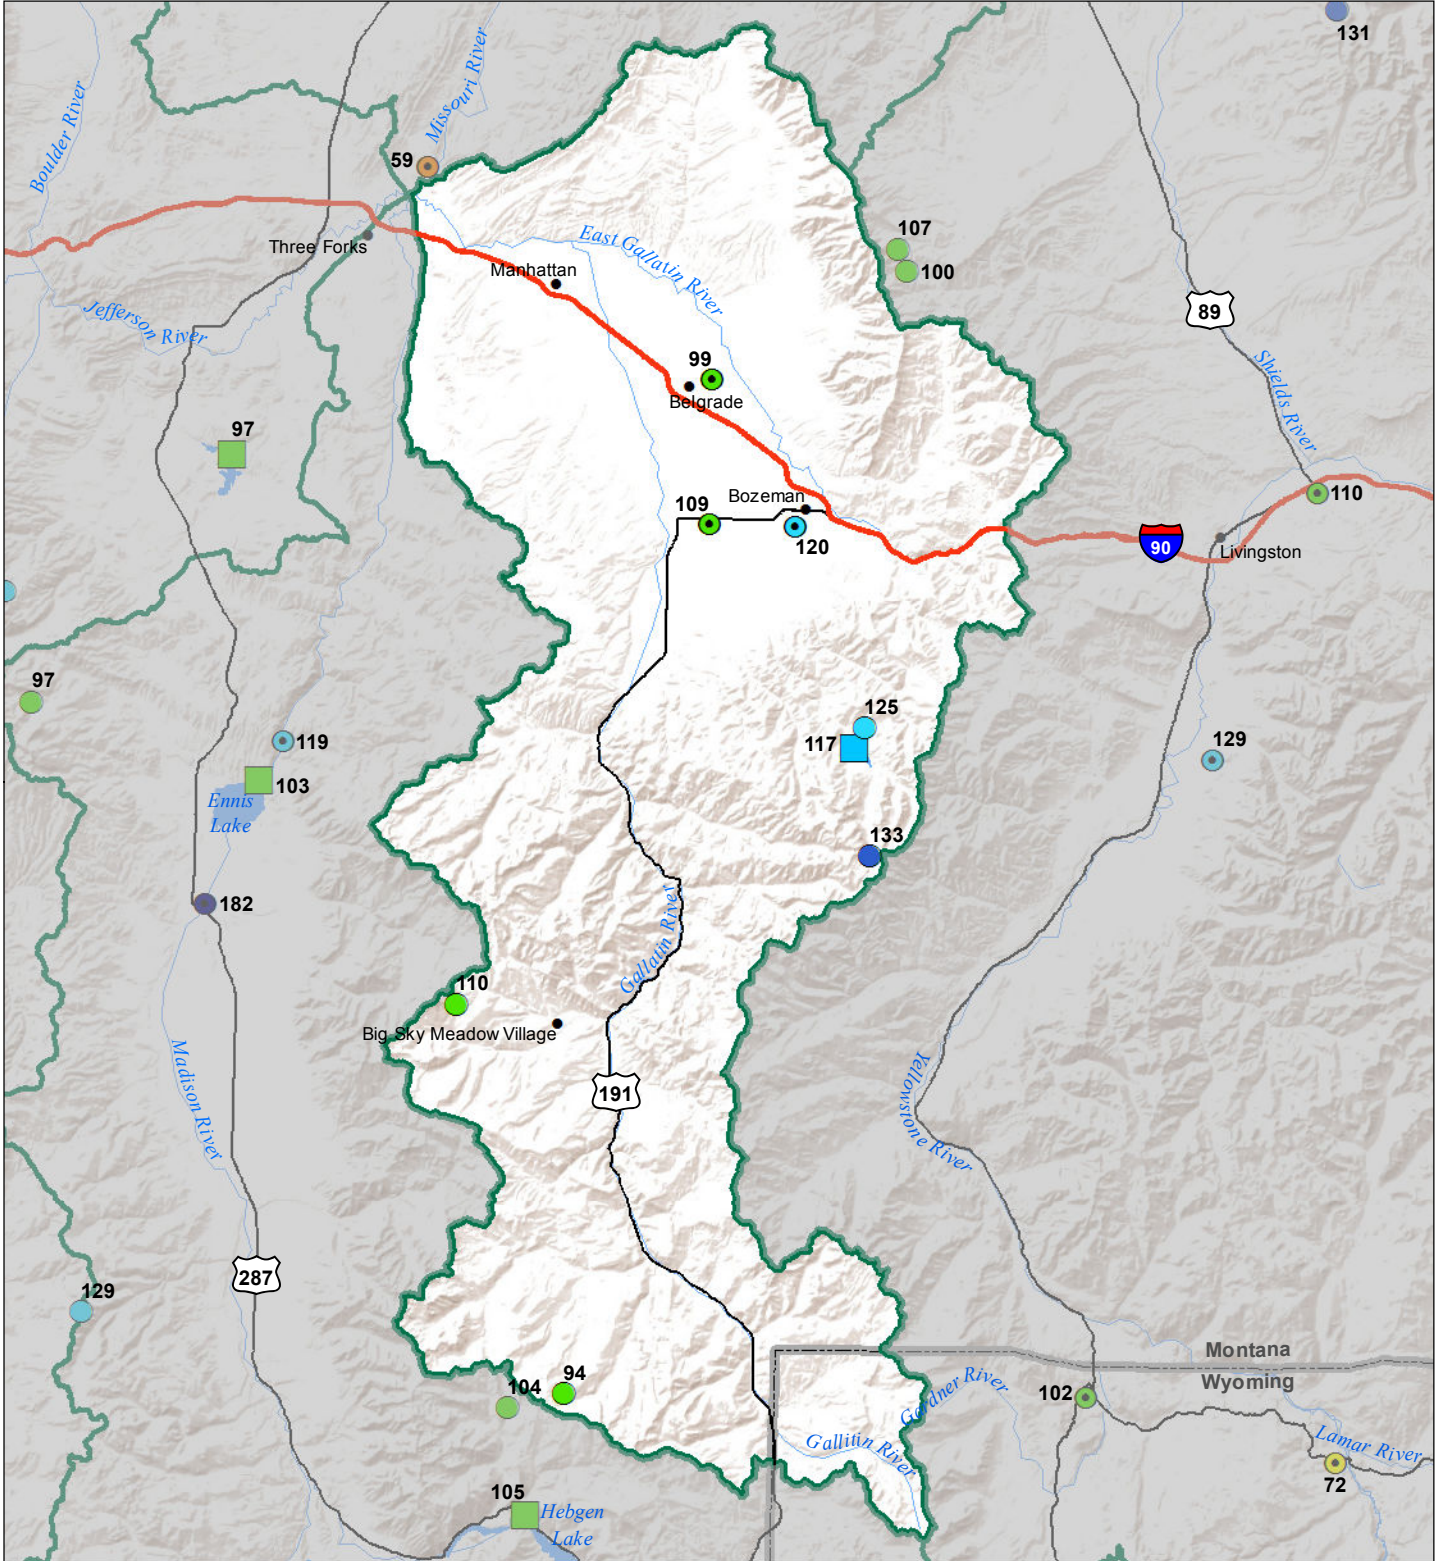 131
Missouri River
Boulder River
59
Three Forks
Manhattan
East Gallatin River
107
100
89
Jefferson River
Shields River
99
Belgrade
97
Bozeman
109
120
110
90
Livingston
97
125
117
119
103
129
Ennis
Lake
133
182
Gallatin River
110
Big Sky Meadow Village
Madison River
191
Yellowstone River
287
129
Montana
Wyoming
94
104
102
Gardner River
Gallitin River
Lamar River
72
105
Hebgen
Lake